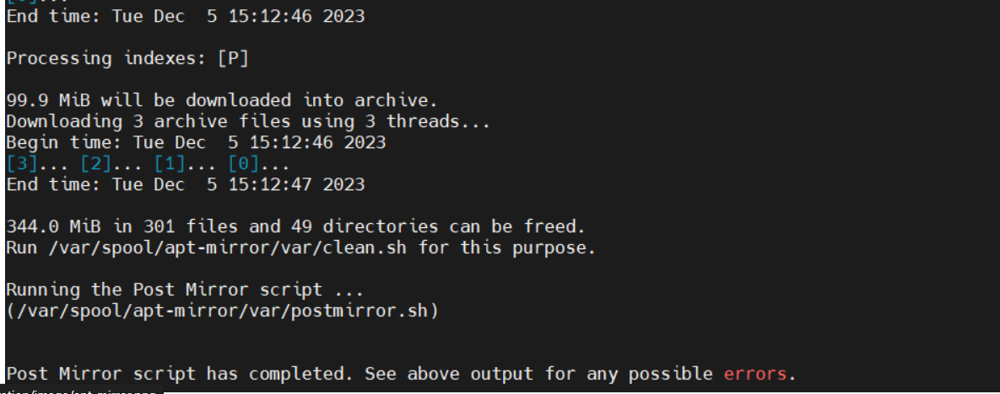 End time: Tue Dec  5 15:12:46 2023
Processing indexes: [P]
99.9 MiB will be downloaded into archive.
Downloading 3 archive files using 3 threads...
Begin time: Tue Dec  5 15:12:46 2023
[3]... [2]... [1]... [0]...
End time: Tue Dec  5 15:12:47 2023
344.0 MiB in 301 files and 49 directories can be freed.
Run /var/spool/apt-mirror/var/clean.sh for this purpose.
Running the Post Mirror script ...
(/var/spool/apt-mirror/var/postmirror.sh)
Post Mirror script has completed. See above output for any possible errors.